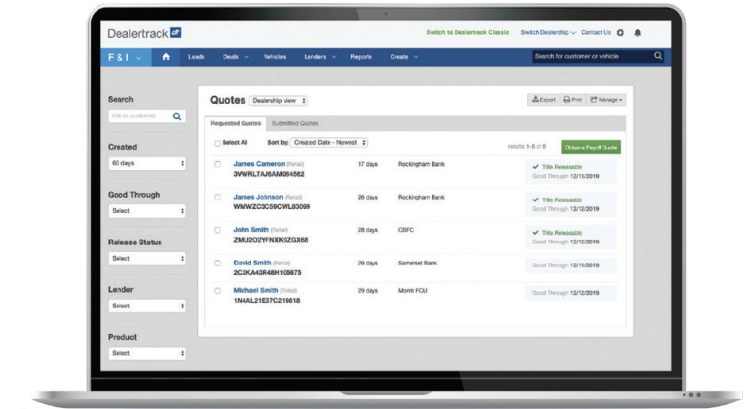 Dealertrack
Switch to Dealertrack Classic
Switch Dealership
Contact Us
F & I
Leads
Deals
Vehicles
Lenders
Reports
Create
Search for customer or vehicle
Search
VIN or Customer
Created
60 days
Good Through
Select
Release Status
Select
Lender
Select
Product
Select
Quotes
Dealership view
Export
Print
Manage
Requested Quotes
Submitted Quotes
Select All
Sort by:
Created Date - Newest
results 1-5 of 5
Obtain a Payoff Quote
James Cameron (Retail)
17 days
Rockingham Bank
Title Releasable
3VWRL7AJ6AM084562
Good Through 12/11/2019
James Johnson (Retail)
26 days
Rockingham Bank
Title Releasable
WMWZC3C59CWL83099
Good Through 12/12/2019
John Smith (Retail)
28 days
CBFC
Title Releasable
ZMU2O2YFNXK5ZGX68
Good Through 12/12/2019
David Smith (Retail)
29 days
Somerset Bank
2C3KA43R48H105675
Good Through 12/11/2019
Michael Smith (Retail)
29 days
FCU
1N4AL21E37C216618
Good Through 12/12/2019